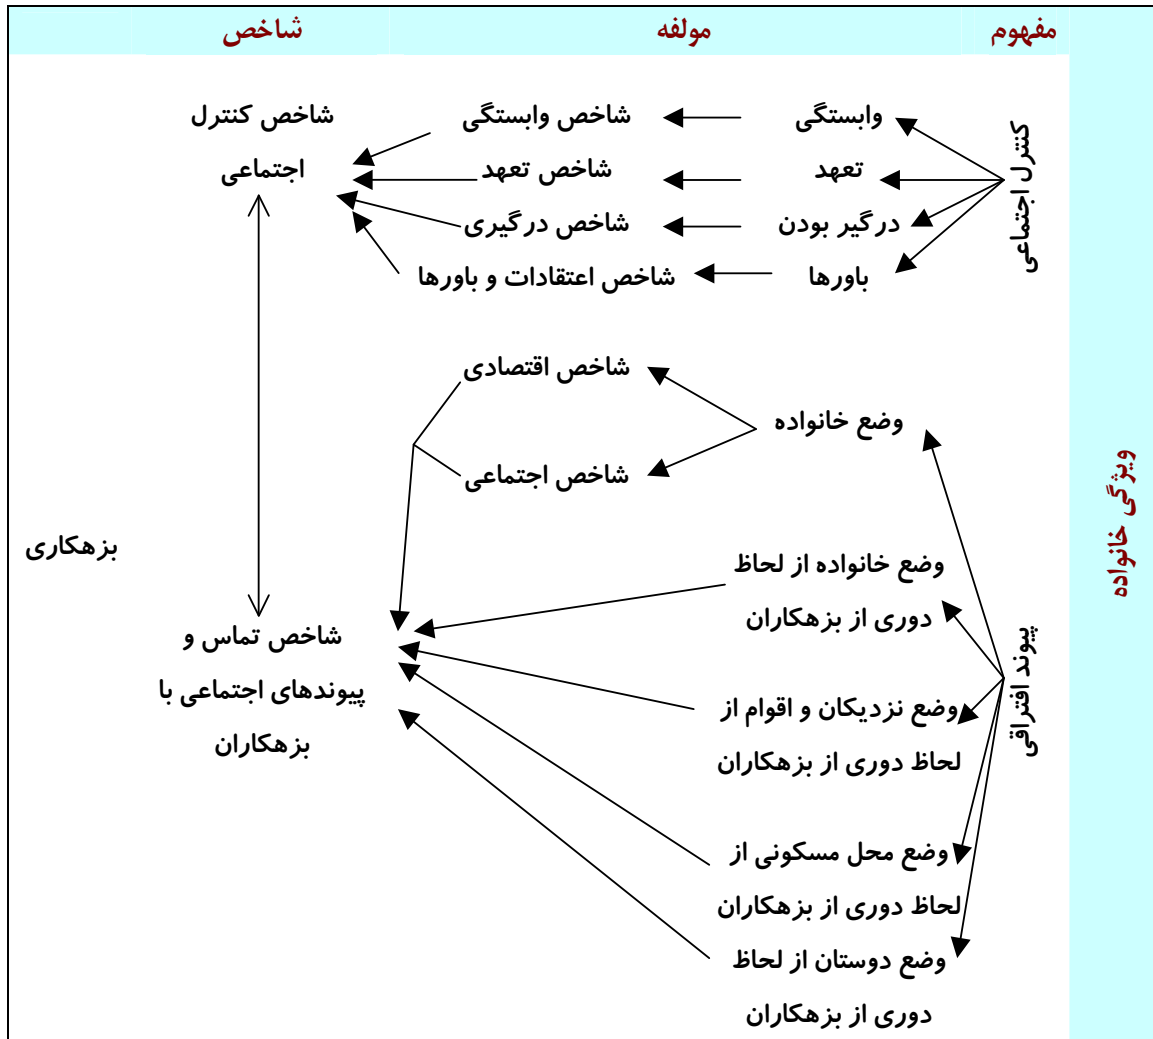 مفهوم
مولفه
شاخص
ویژگی خانواده
کنترل اجتماعی
وابستگی
شاخص وابستگی
شاخص کنترل
تعهد
شاخص تعهد
اجتماعی
درگیر بودن
شاخص درگیری
باورها
شاخص اعتقادات و باورها
پیوند افتراقی
وضع خانواده
شاخص اقتصادی
شاخص اجتماعی
وضع خانواده از لحاظ
دوری از بزهکاران
وضع نزدیکان و اقوام از
لحاظ دوری از بزهکاران
وضع محل مسکونی از
لحاظ دوری از بزهکاران
وضع دوستان از لحاظ
دوری از بزهکاران
شاخص تماس و
پیوندهای اجتماعی با
بزهکاران
بزهکاری